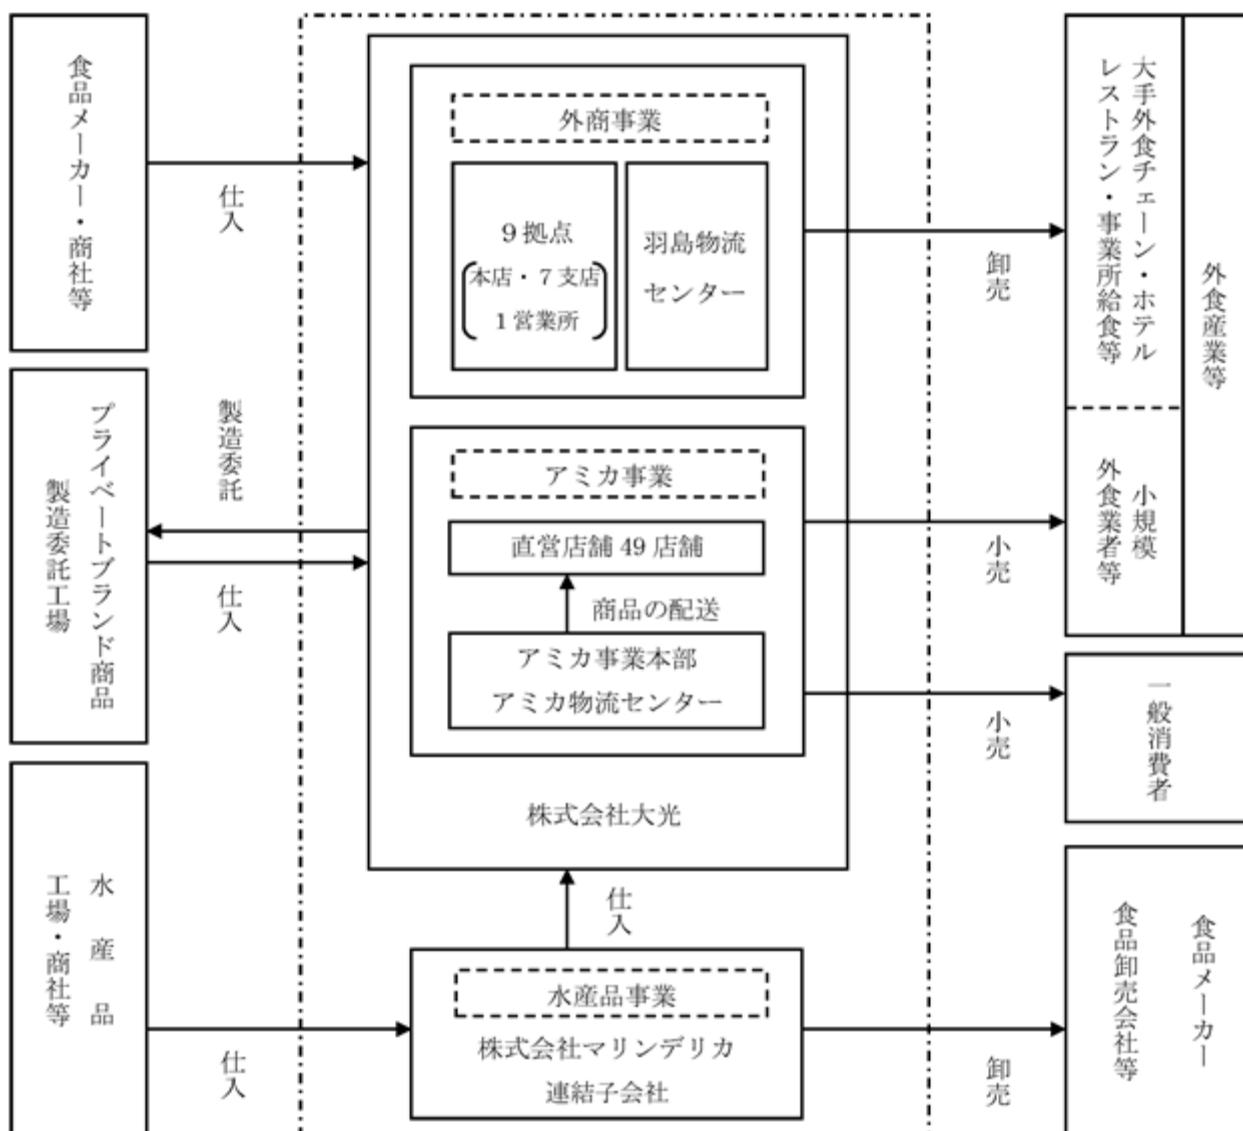 食品メーカー・商社等
仕入
プライベートブランド商品
製造委託工場
製造委託
仕入
水産品
工場・商社等
仕入
外商事業
9拠点
本店・7支店
1営業所
羽島物流
センター
アミカ事業
直営店舗 49 店舗
商品の配送
アミカ事業本部
アミカ物流センター
株式会社大光
仕入
水産品事業
株式会社マリンデリカ
連結子会社
卸売
小売
小売
卸売
大手外食チェーン・ホテル
レストラン・事業所給食等
小規模
外食業者等
外食産業等
一般消費者
食品メーカー
食品卸売会社等